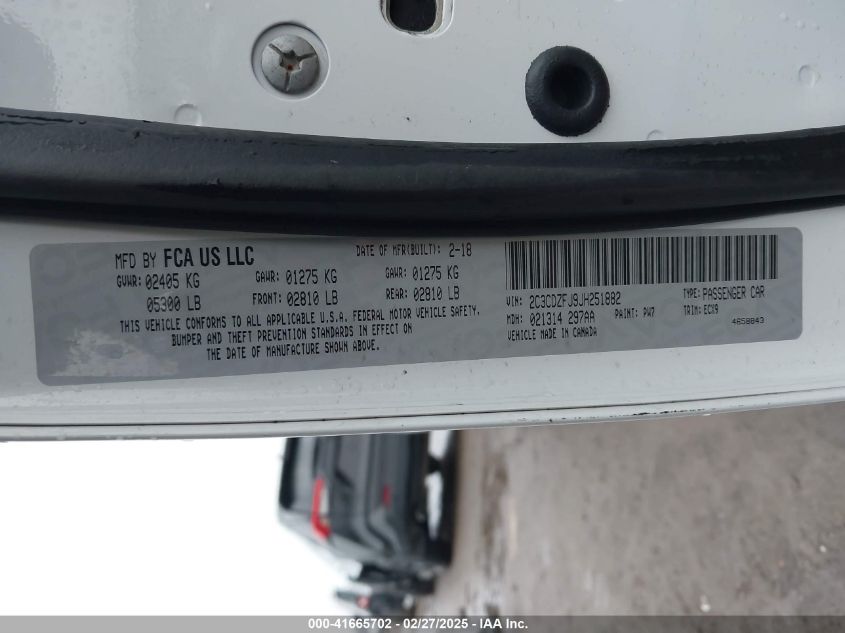 MFD BY FCA US LLC DATE OF MFR(BUILT): 2-18
GVWR: 02405 KG GAWR: 01275 KG GAWR: 01275 KG
05300 LB FRONT: 02810 LB REAR: 02810 LB
THIS VEHICLE CONFORMS TO ALL APPLICABLE U.S.A. FEDERAL MOTOR VEHICLE SAFETY,
BUMPER AND THEFT PREVENTION STANDARDS IN EFFECT ON
THE DATE OF MANUFACTURE SHOWN ABOVE.
VIN: 2C3CDZFJ9JH251882 TYPE: PASSENGER CAR
MDH: 021314 297AA PAINT: PW7 TRIM: ECX9
VEHICLE MADE IN CANADA 4658843
000-41665702 - 02/27/2025 - IAA Inc.